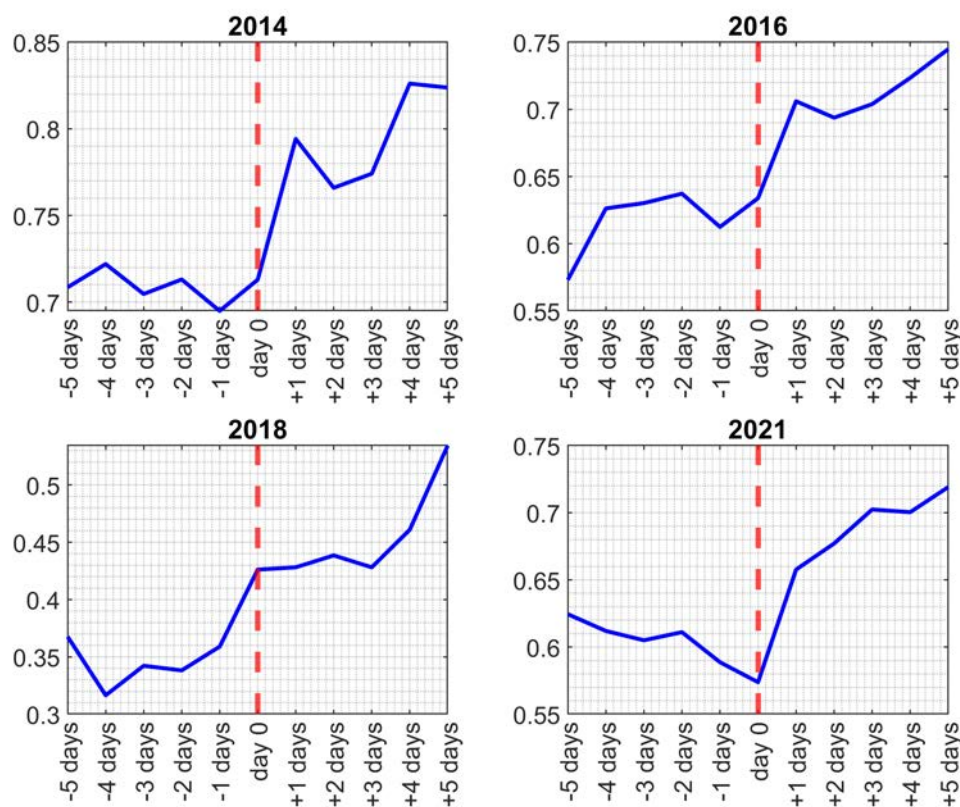 2014
0.85
0.8
0.75
0.7
-5 days
-4 days
-3 days
-2 days
-1 days
day 0
+1 days
+2 days
+3 days
+4 days
+5 days
2016
0.75
0.7
0.65
0.6
0.55
-5 days
-4 days
-3 days
-2 days
-1 days
day 0
+1 days
+2 days
+3 days
+4 days
+5 days
2018
0.5
0.45
0.4
0.35
0.3
-5 days
-4 days
-3 days
-2 days
-1 days
day 0
+1 days
+2 days
+3 days
+4 days
+5 days
2021
0.75
0.7
0.65
0.6
0.55
-5 days
-4 days
-3 days
-2 days
-1 days
day 0
+1 days
+2 days
+3 days
+4 days
+5 days